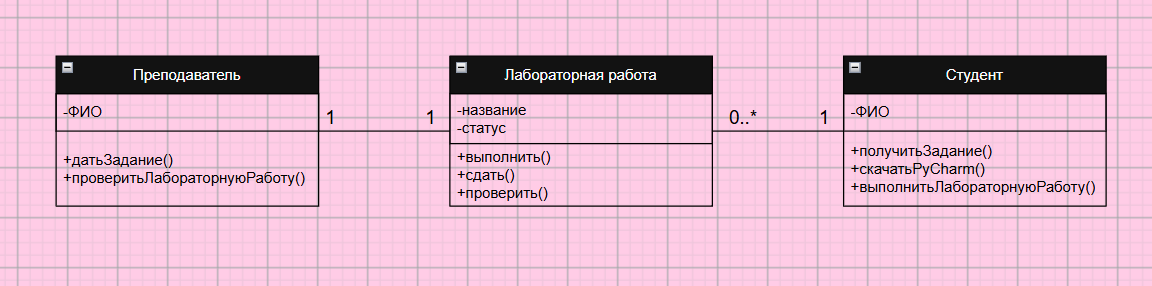 Преподаватель
-ФИО
+датьЗадание()
+проверитьЛабораторнуюРаботу()
1
1
Лабораторная работа
-название
-статус
+выполнить()
+сдать()
+проверить()
0..*
1
Студент
-ФИО
+получитьЗадание()
+скачатьPyCharm()
+выполнитьЛабораторнуюРаботу()